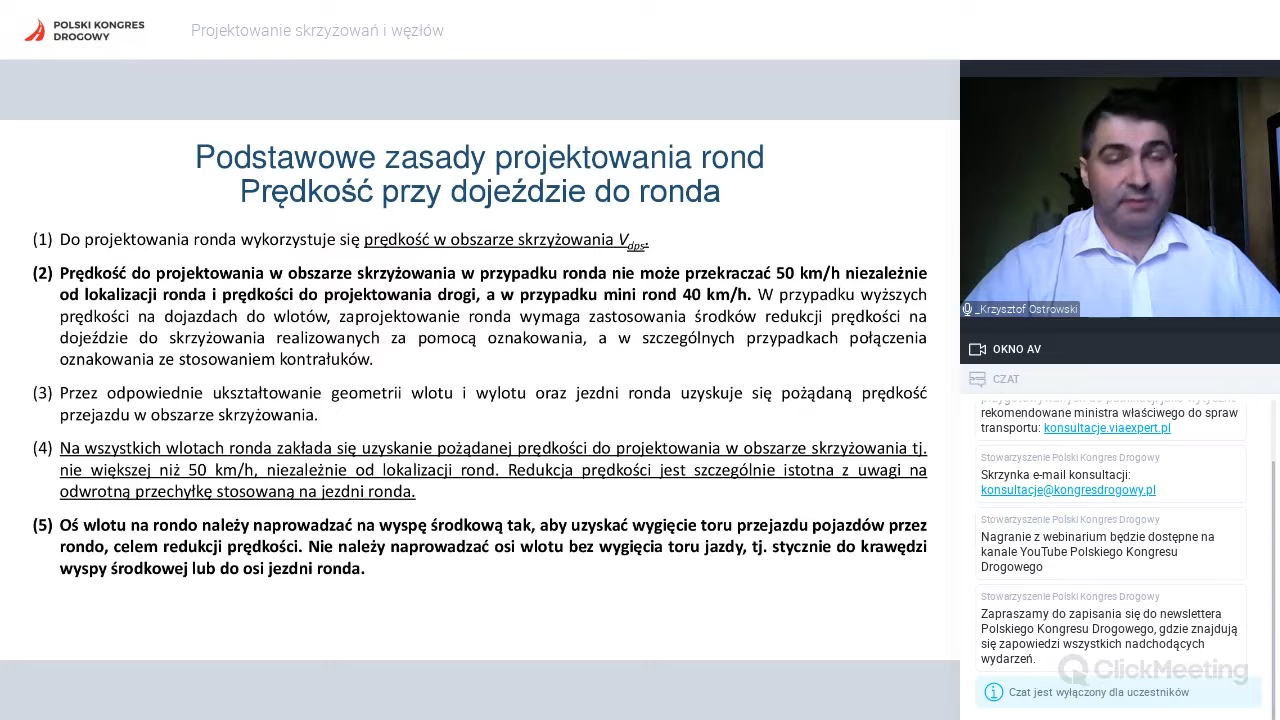 POLSKI KONGRES
DROGOWY
Projektowanie skrzyżowań i węzłów
Podstawowe zasady projektowania rond
Prędkość przy dojeździe do ronda
(1) Do projektowania ronda wykorzystuje się prędkość w obszarze skrzyżowania Vdps.
(2) Prędkość do projektowania w obszarze skrzyżowania w przypadku ronda nie może przekraczać 50 km/h niezależnie
od lokalizacji ronda i prędkości do projektowania drogi, a w przypadku mini rond 40 km/h. W przypadku wyższych
prędkości na dojazdach do wlotów, zaprojektowanie ronda wymaga zastosowania środków redukcji prędkości na
dojeździe do skrzyżowania realizowanych za pomocą oznakowania, a w szczególnych przypadkach połączenia
oznakowania ze stosowaniem kontrałuków.
(3) Przez odpowiednie ukształtowanie geometrii wlotu i wylotu oraz jezdni ronda uzyskuje się pożądaną prędkość
przejazdu w obszarze skrzyżowania.
(4) Na wszystkich wlotach ronda zakłada się uzyskanie pożądanej prędkości do projektowania w obszarze skrzyżowania tj.
nie większej niż 50 km/h, niezależnie od lokalizacji rond. Redukcja prędkości jest szczególnie istotna z uwagi na
odwrotną przechyłkę stosowaną na jezdni ronda.
(5) Oś wlotu na rondo należy naprowadzać na wyspę środkową tak, aby uzyskać wygięcie toru przejazdu pojazdów przez
rondo, celem redukcji prędkości. Nie należy naprowadzać osi wlotu bez wygięcia toru jazdy, tj. stycznie do krawędzi
wyspy środkowej lub do osi jezdni ronda.
_Krzysztof Ostrowski
OKNO AV
CZAT
rekomendowane ministra właściwego do spraw
transportu: konsultacje.viaexpert.pl
Stowarzyszenie Polski Kongres Drogowy
Skrzynka e-mail konsultacji:
konsultacje@kongresdrogowy.pl
Stowarzyszenie Polski Kongres Drogowy
Nagranie z webinarium będzie dostępne na
kanale YouTube Polskiego Kongresu
Drogowego
Stowarzyszenie Polski Kongres Drogowy
Zapraszamy do zapisania się do newslettera
Polskiego Kongresu Drogowego, gdzie znajdują
się zapowiedzi wszystkich nadchodzących
wydarzeń.
ClickMeeting
Czat jest wyłączony dla uczestników